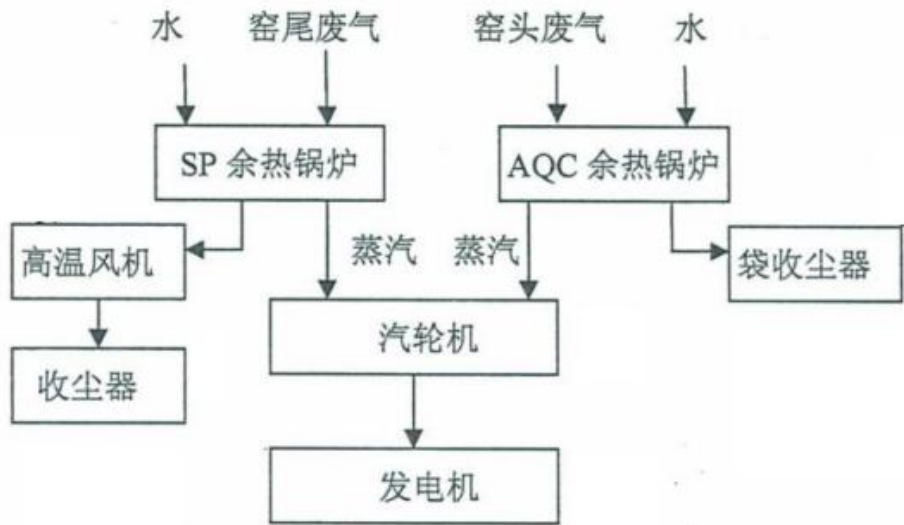 水 窑尾废气 窑头废气 水
SP 余热锅炉 AQC 余热锅炉
高温风机 蒸汽 蒸汽 袋收尘器
收尘器 汽轮机
发电机